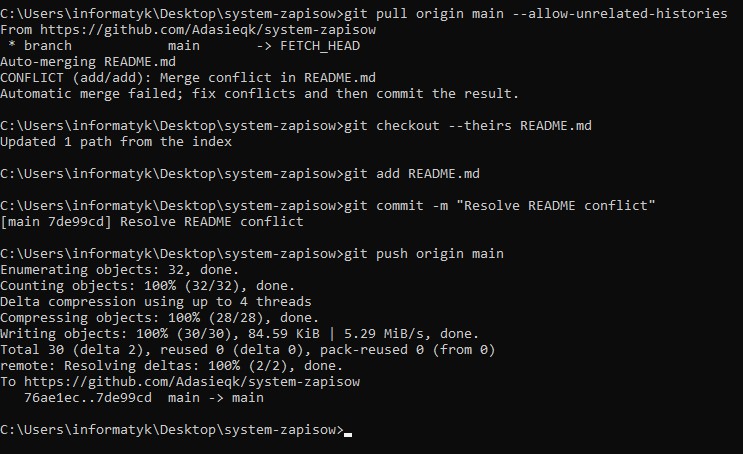 C:\Users\informatyk\Desktop\system-zapisow>git pull origin main --allow-unrelated-histories
From https://github.com/Adasieqk/system-zapisow
 * branch            main       -> FETCH_HEAD
Auto-merging README.md
CONFLICT (add/add): Merge conflict in README.md
Automatic merge failed; fix conflicts and then commit the result.
C:\Users\informatyk\Desktop\system-zapisow>git checkout --theirs README.md
Updated 1 path from the index
C:\Users\informatyk\Desktop\system-zapisow>git add README.md
C:\Users\informatyk\Desktop\system-zapisow>git commit -m "Resolve README conflict"
[main 7de99cd] Resolve README conflict
C:\Users\informatyk\Desktop\system-zapisow>git push origin main
Enumerating objects: 32, done.
Counting objects: 100% (32/32), done.
Delta compression using up to 4 threads
Compressing objects: 100% (28/28), done.
Writing objects: 100% (30/30), 84.59 KiB | 5.29 MiB/s, done.
Total 30 (delta 2), reused 0 (delta 0), pack-reused 0 (from 0)
remote: Resolving deltas: 100% (2/2), done.
To https://github.com/Adasieqk/system-zapisow
   76ae1ec..7de99cd  main -> main
C:\Users\informatyk\Desktop\system-zapisow>